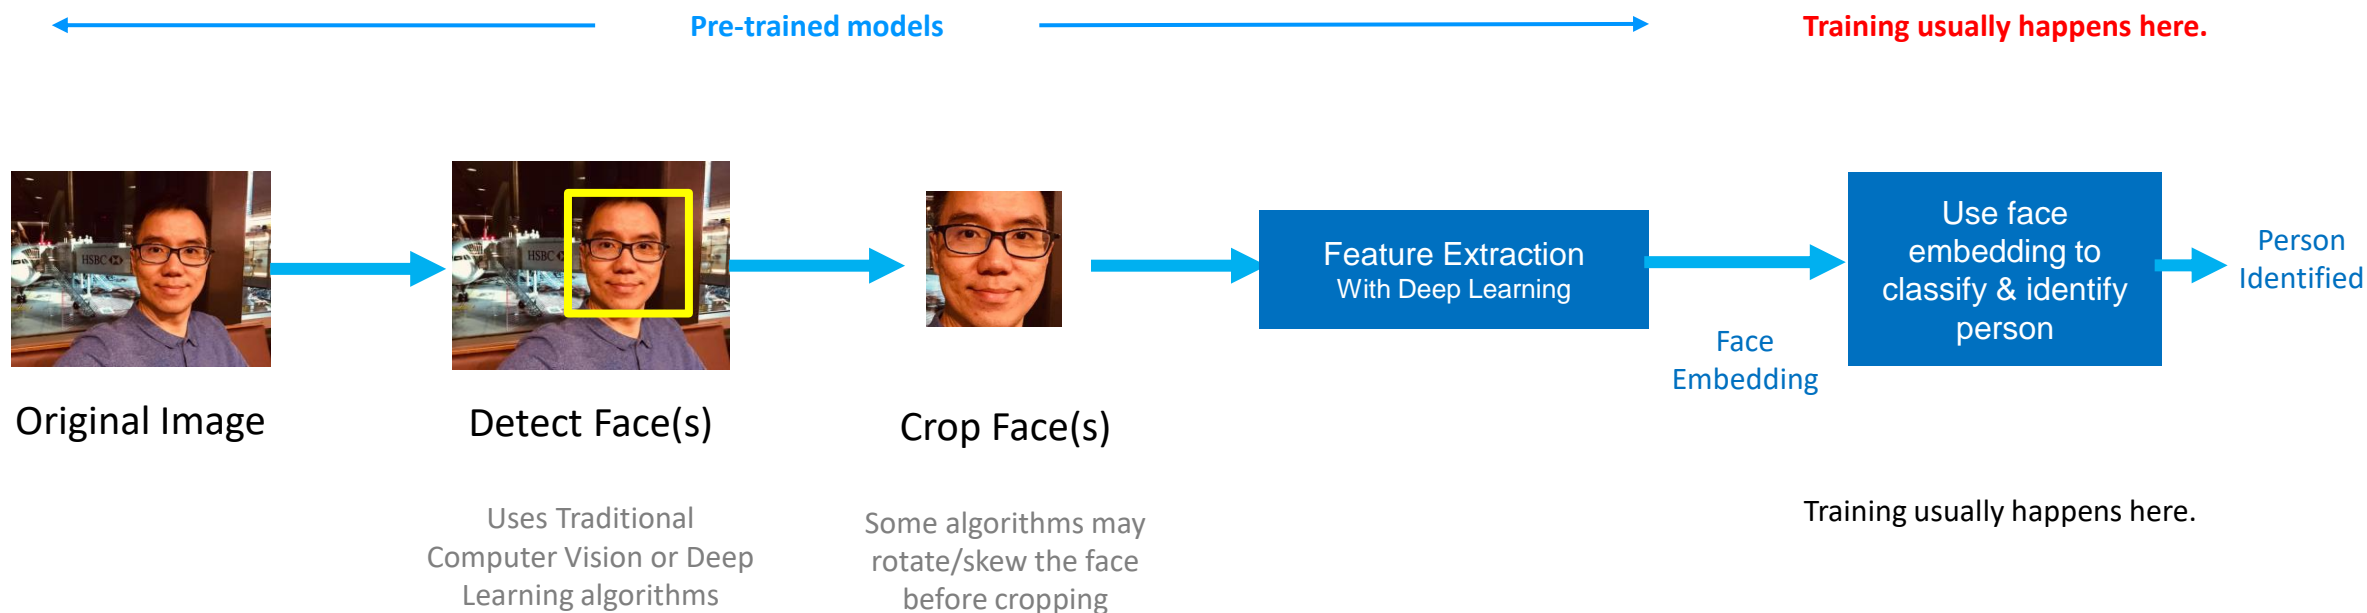 Pre-trained models
Training usually happens here.
HSBC
HSBC
Feature Extraction
With Deep Learning
Use face
embedding to
classify & identify
person
Person
Identified
Face
Embedding
Original Image
Detect Face(s)
Crop Face(s)
Uses Traditional
Computer Vision or Deep
Learning algorithms
Some algorithms may
rotate/skew the face
before cropping
Training usually happens here.